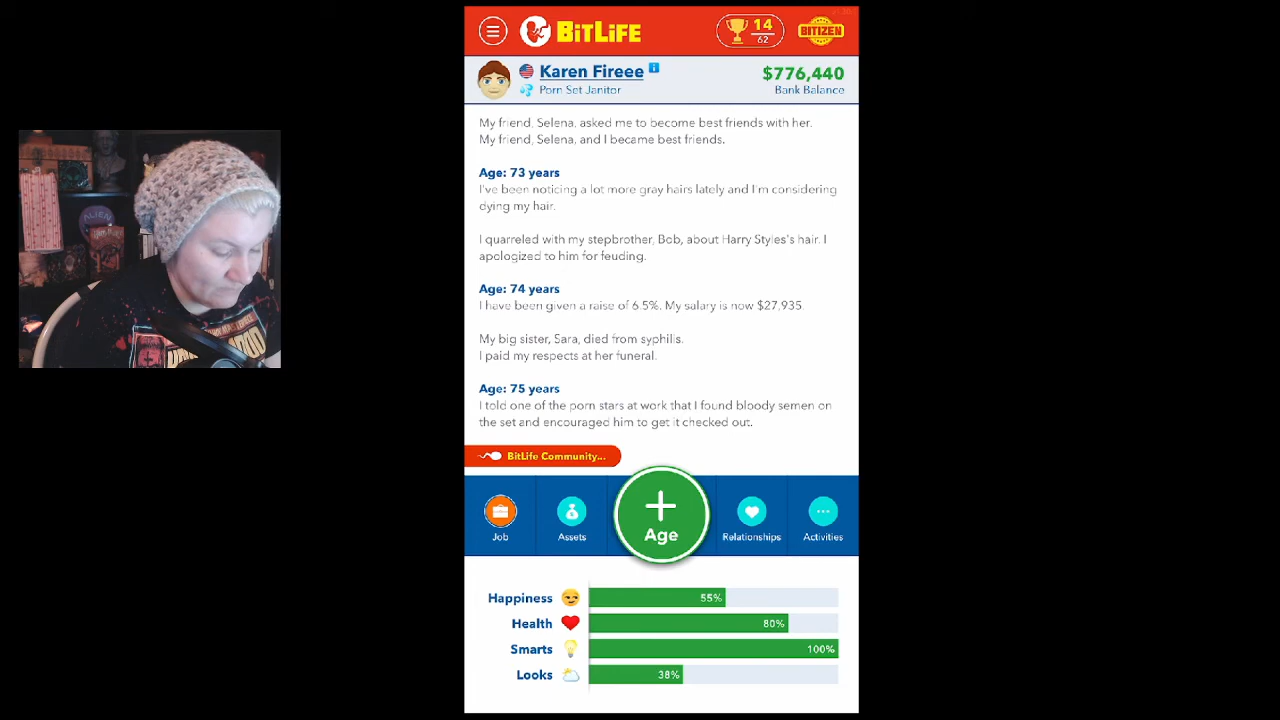 BitLife
14
62
BITIZEN
Karen Fireee
$776,440
Porn Set Janitor
Bank Balance
My friend, Selena, asked me to become best friends with her.
My friend, Selena, and I became best friends.
Age: 73 years
I've been noticing a lot more gray hairs lately and I'm considering
dying my hair.
I quarreled with my stepbrother, Bob, about Harry Styles's hair. I
apologized to him for feuding.
Age: 74 years
I have been given a raise of 6.5%. My salary is now $27,935.
My big sister, Sara, died from syphilis.
I paid my respects at her funeral.
Age: 75 years
I told one of the porn stars at work that I found bloody semen on
the set and encouraged him to get it checked out.
BitLife Community...
Job
Assets
Age
Relationships
Activities
Happiness
55%
Health
80%
Smarts
100%
Looks
38%
ALIEN